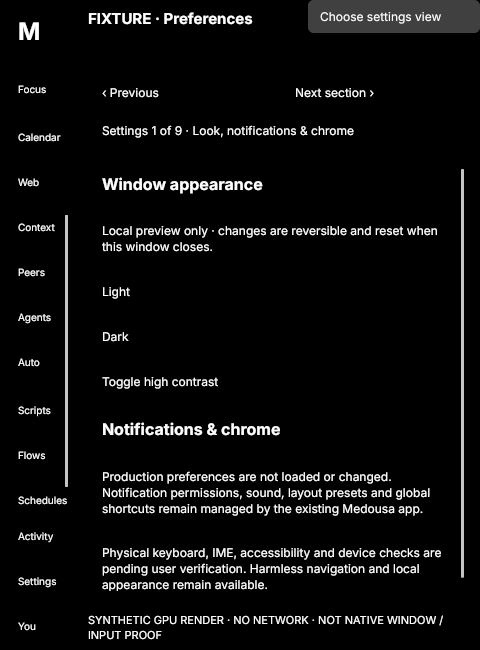 M
FIXTURE · Preferences
Choose settings view
Focus
Calendar
Web
Context
Peers
Agents
Auto
Scripts
Flows
Schedules
Activity
Settings
You
‹ Previous
Next section ›
Settings 1 of 9 · Look, notifications & chrome
Window appearance
Local preview only · changes are reversible and reset when
this window closes.
Light
Dark
Toggle high contrast
Notifications & chrome
Production preferences are not loaded or changed.
Notification permissions, sound, layout presets and global
shortcuts remain managed by the existing Medousa app.
Physical keyboard, IME, accessibility and device checks are
pending user verification. Harmless navigation and local
appearance remain available.
SYNTHETIC GPU RENDER · NO NETWORK · NOT NATIVE WINDOW /
INPUT PROOF